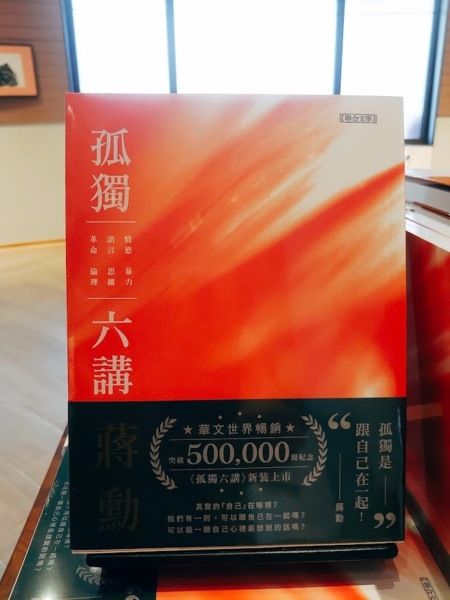 【聯合文學】
孤獨
情慾 暴力
語言 思維
革命 倫理
六講
蔣勳
★華文世界暢銷★
突破500,000冊紀念
《孤獨六講》新裝上市
真實的「自己」在哪裡？
我們有一刻，可以跟自己在一起嗎？
可以聽一聽自己心裡最想說的話嗎？
“孤獨是——
跟自己在一起！”
——蔣勳